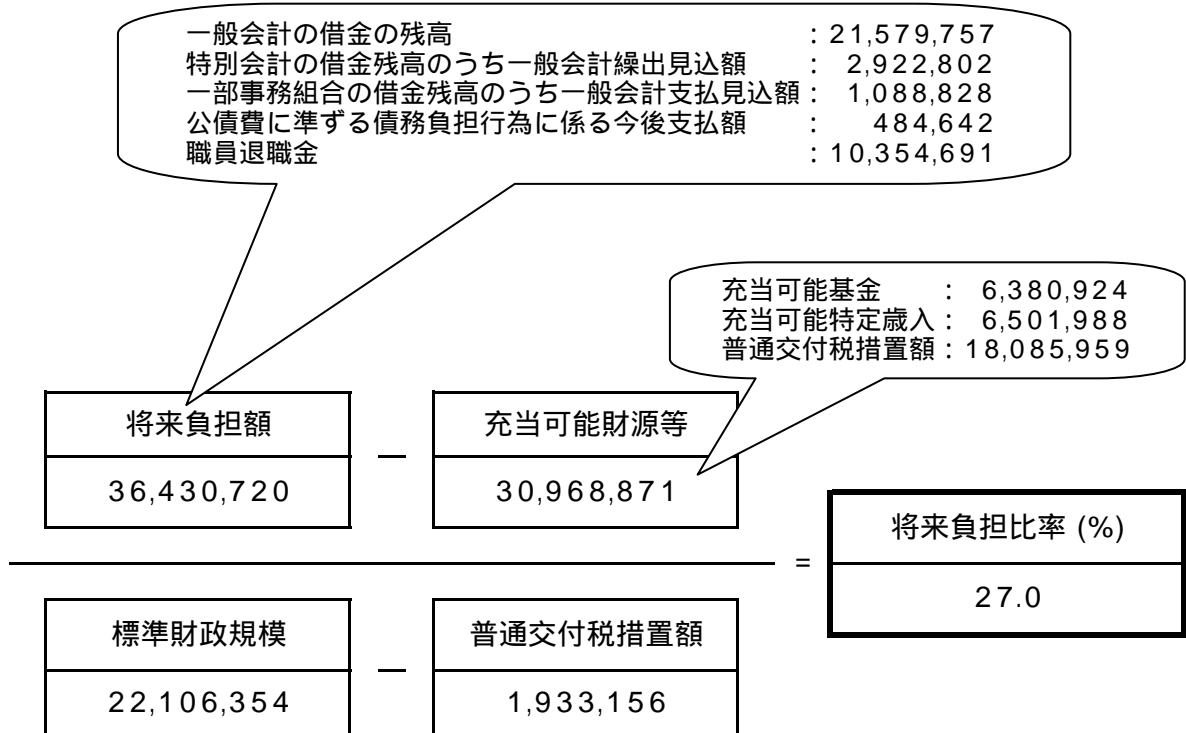 一般会計の借金の残高 : 21,579,757
特別会計の借金残高のうち一般会計繰出見込額 : 2,922,802
一部事務組合の借金残高のうち一般会計支払見込額 : 1,088,828
公債費に準ずる債務負担行為に係る今後支払額 : 484,642
職員退職金 : 10,354,691
充当可能基金 : 6,380,924
充当可能特定歳入 : 6,501,988
普通交付税措置額 : 18,085,959
将来負担額 － 充当可能財源等
36,430,720 30,968,871
= 将来負担比率 (%)
27.0
標準財政規模 － 普通交付税措置額
22,106,354 1,933,156